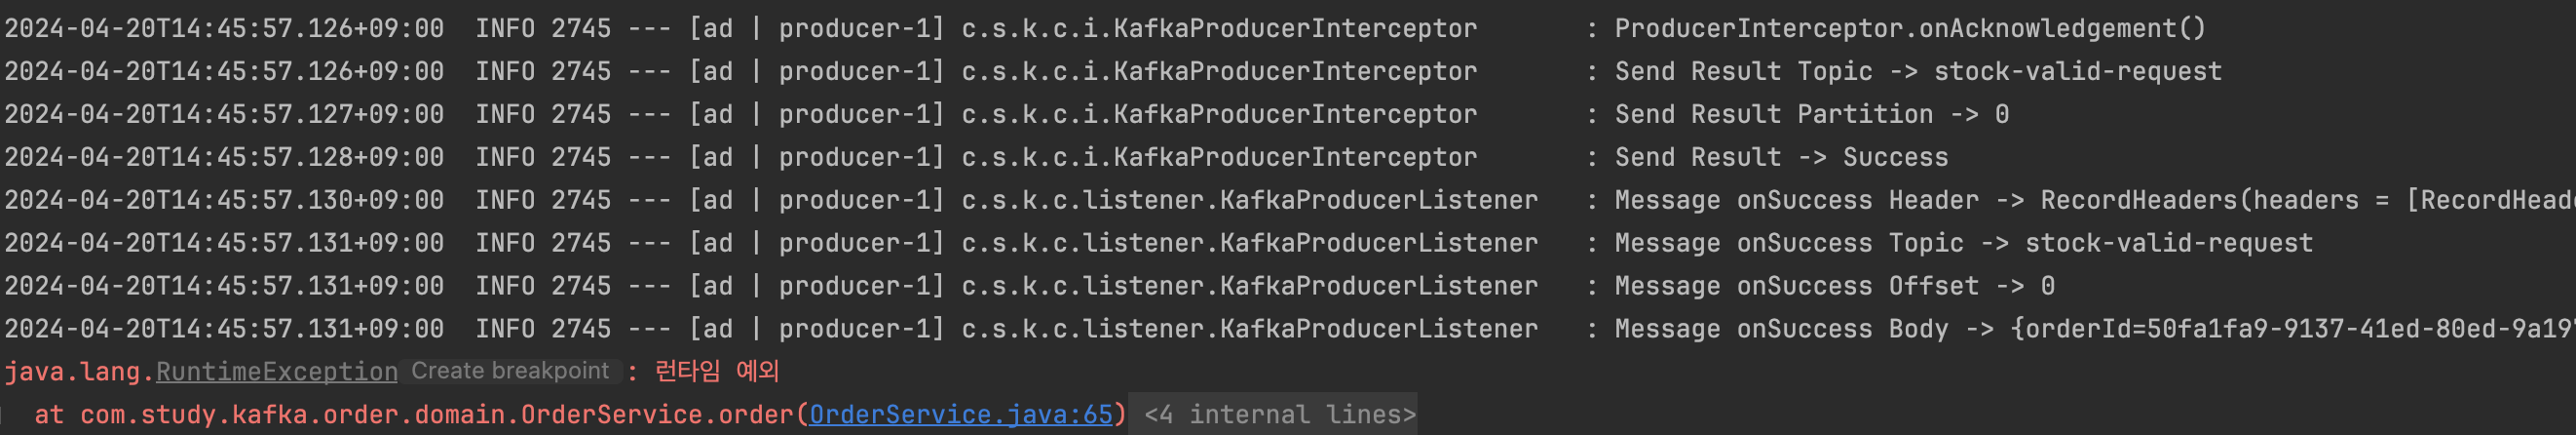 2024-04-20T14:45:57.126+09:00  INFO 2745 --- [ad | producer-1] c.s.k.c.i.KafkaProducerInterceptor       : ProducerInterceptor.onAcknowledgement()
2024-04-20T14:45:57.126+09:00  INFO 2745 --- [ad | producer-1] c.s.k.c.i.KafkaProducerInterceptor       : Send Result Topic -> stock-valid-request
2024-04-20T14:45:57.127+09:00  INFO 2745 --- [ad | producer-1] c.s.k.c.i.KafkaProducerInterceptor       : Send Result Partition -> 0
2024-04-20T14:45:57.128+09:00  INFO 2745 --- [ad | producer-1] c.s.k.c.i.KafkaProducerInterceptor       : Send Result -> Success
2024-04-20T14:45:57.130+09:00  INFO 2745 --- [ad | producer-1] c.s.k.c.listener.KafkaProducerListener   : Message onSuccess Header -> RecordHeaders(headers = [RecordHeade
2024-04-20T14:45:57.131+09:00  INFO 2745 --- [ad | producer-1] c.s.k.c.listener.KafkaProducerListener   : Message onSuccess Topic -> stock-valid-request
2024-04-20T14:45:57.131+09:00  INFO 2745 --- [ad | producer-1] c.s.k.c.listener.KafkaProducerListener   : Message onSuccess Offset -> 0
2024-04-20T14:45:57.131+09:00  INFO 2745 --- [ad | producer-1] c.s.k.c.listener.KafkaProducerListener   : Message onSuccess Body -> {orderId=50fa1fa9-9137-41ed-80ed-9a197
java.lang.RuntimeException Create breakpoint : 런타임 예외
  at com.study.kafka.order.domain.OrderService.order(OrderService.java:65) <4 internal lines>